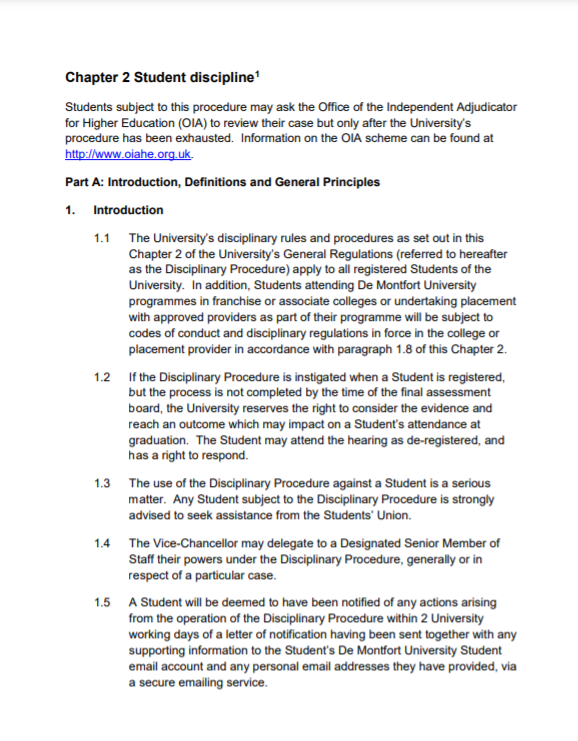 Chapter 2 Student discipline¹
Students subject to this procedure may ask the Office of the Independent Adjudicator
for Higher Education (OIA) to review their case but only after the University's
procedure has been exhausted.  Information on the OIA scheme can be found at
http://www.oiahe.org.uk.
Part A: Introduction, Definitions and General Principles
1. Introduction
1.1 The University's disciplinary rules and procedures as set out in this
Chapter 2 of the University's General Regulations (referred to hereafter
as the Disciplinary Procedure) apply to all registered Students of the
University.  In addition, Students attending De Montfort University
programmes in franchise or associate colleges or undertaking placement
with approved providers as part of their programme will be subject to
codes of conduct and disciplinary regulations in force in the college or
placement provider in accordance with paragraph 1.8 of this Chapter 2.
1.2 If the Disciplinary Procedure is instigated when a Student is registered,
but the process is not completed by the time of the final assessment
board, the University reserves the right to consider the evidence and
reach an outcome which may impact on a Student's attendance at
graduation.  The Student may attend the hearing as de-registered, and
has a right to respond.
1.3 The use of the Disciplinary Procedure against a Student is a serious
matter.  Any Student subject to the Disciplinary Procedure is strongly
advised to seek assistance from the Students' Union.
1.4 The Vice-Chancellor may delegate to a Designated Senior Member of
Staff their powers under the Disciplinary Procedure, generally or in
respect of a particular case.
1.5 A Student will be deemed to have been notified of any actions arising
from the operation of the Disciplinary Procedure within 2 University
working days of a letter of notification having been sent together with any
supporting information to the Student's De Montfort University Student
email account and any personal email addresses they have provided, via
a secure emailing service.